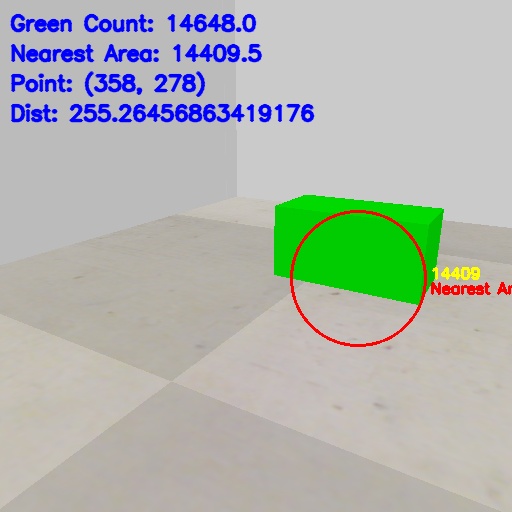 Green Count: 14648.0
Nearest Area: 14409.5
Point: (358, 278)
Dist: 255.26456863419176
14409
Nearest Ar